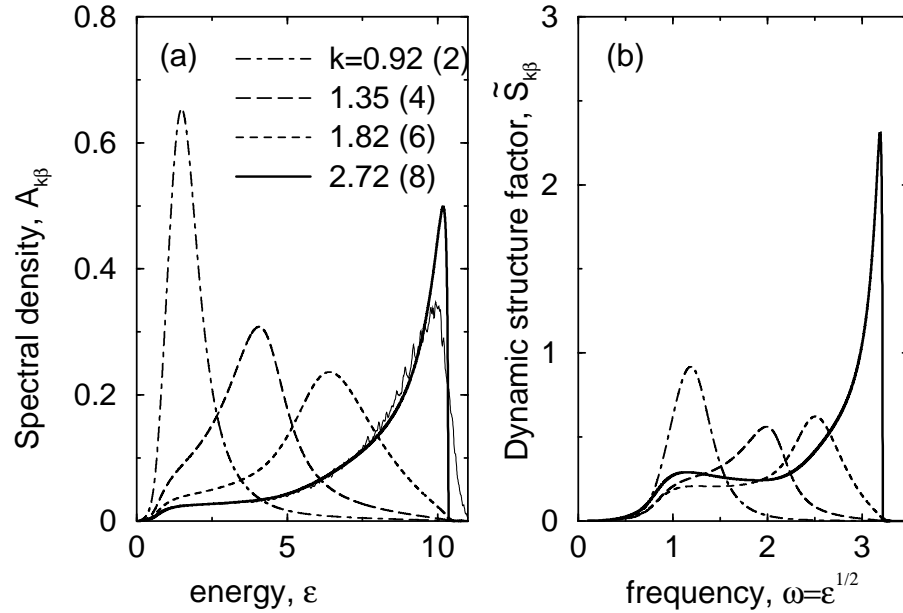 (a)
k=0.92 (2)
1.35 (4)
1.82 (6)
2.72 (8)
Spectral density, A_kβ
0.8
0.6
0.4
0.2
0
0 5 10
energy, ε
(b)
Dynamic structure factor, S̃_kβ
3
2
1
0
0 1 2 3
frequency, ω=ε^1/2